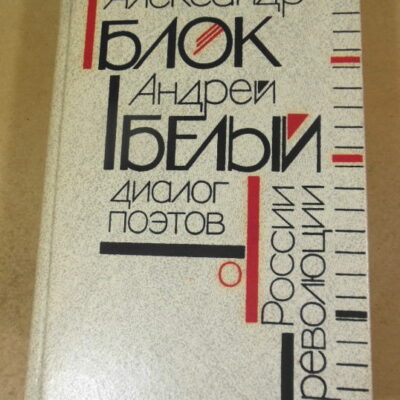 Александр
БЛОК
Андрей
БЕЛЫЙ
диалог
поэтов
о
России
революции